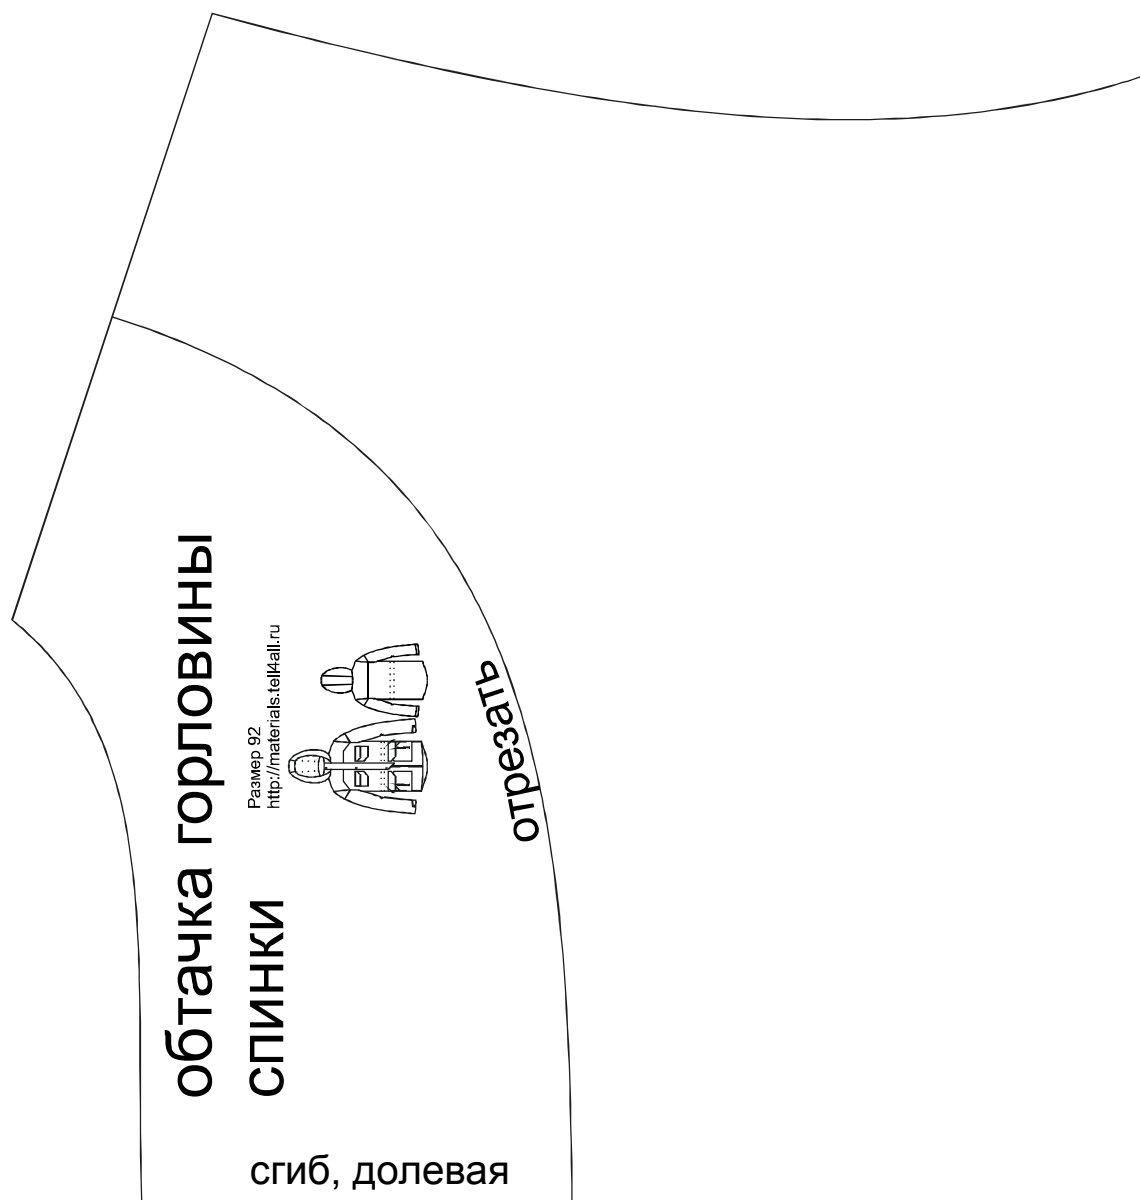 обтачка горловины
спинки
Размер 92
http://materials.tell4all.ru
отрезать
сгиб, долевая